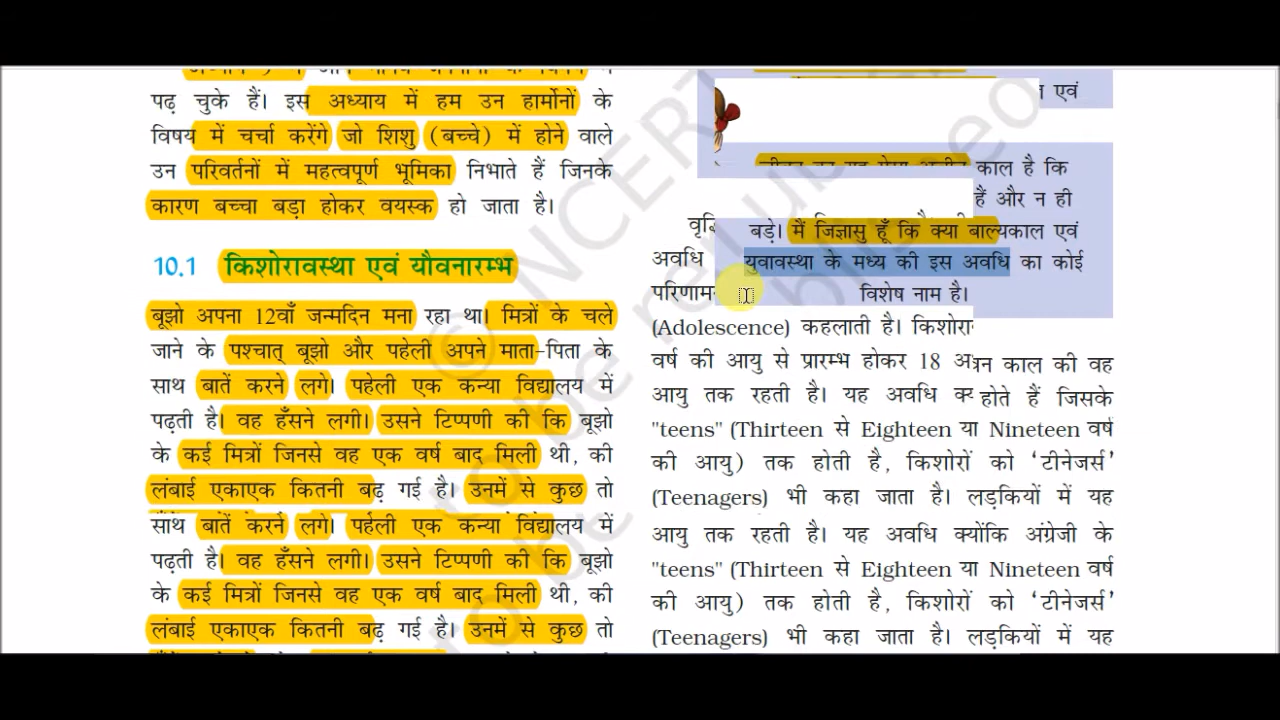 पढ़ चुके हैं। इस अध्याय में हम उन हार्मोनों के
विषय में चर्चा करेंगे जो शिशु (बच्चे) में होने वाले
उन परिवर्तनों में महत्वपूर्ण भूमिका निभाते हैं जिनके
कारण बच्चा बड़ा होकर वयस्क हो जाता है।
10.1 किशोरावस्था एवं यौवनारम्भ
बूझो अपना 12वाँ जन्मदिन मना रहा था। मित्रों के चले
जाने के पश्चात् बूझो और पहेली अपने माता-पिता के
साथ बातें करने लगे। पहेली एक कन्या विद्यालय में
पढ़ती है। वह हँसने लगी। उसने टिप्पणी की कि बूझो
के कई मित्रों जिनसे वह एक वर्ष बाद मिली थी, की
लंबाई एकाएक कितनी बढ़ गई है। उनमें से कुछ तो
साथ बातें करने लगे। पहेली एक कन्या विद्यालय में
पढ़ती है। वह हँसने लगी। उसने टिप्पणी की कि बूझो
के कई मित्रों जिनसे वह एक वर्ष बाद मिली थी, की
लंबाई एकाएक कितनी बढ़ गई है। उनमें से कुछ तो
एवं
काल है कि
हैं और न ही
बड़े। मैं जिज्ञासु हूँ कि क्या बाल्यकाल एवं
अवधि युवावस्था के मध्य की इस अवधि का कोई
विशेष नाम है।
(Adolescence) कहलाती है।
वर्ष की आयु से प्रारम्भ होकर 18 काल की वह
आयु तक रहती है। यह अवधि होते हैं जिसके
"teens" (Thirteen से Eighteen या Nineteen वर्ष
की आयु) तक होती है, किशोरों को 'टीनेजर्स'
(Teenagers) भी कहा जाता है। लड़कियों में यह
आयु तक रहती है। यह अवधि क्योंकि अंग्रेजी के
"teens" (Thirteen से Eighteen या Nineteen वर्ष
की आयु) तक होती है, किशोरों को 'टीनेजर्स'
(Teenagers) भी कहा जाता है। लड़कियों में यह
© NCERT